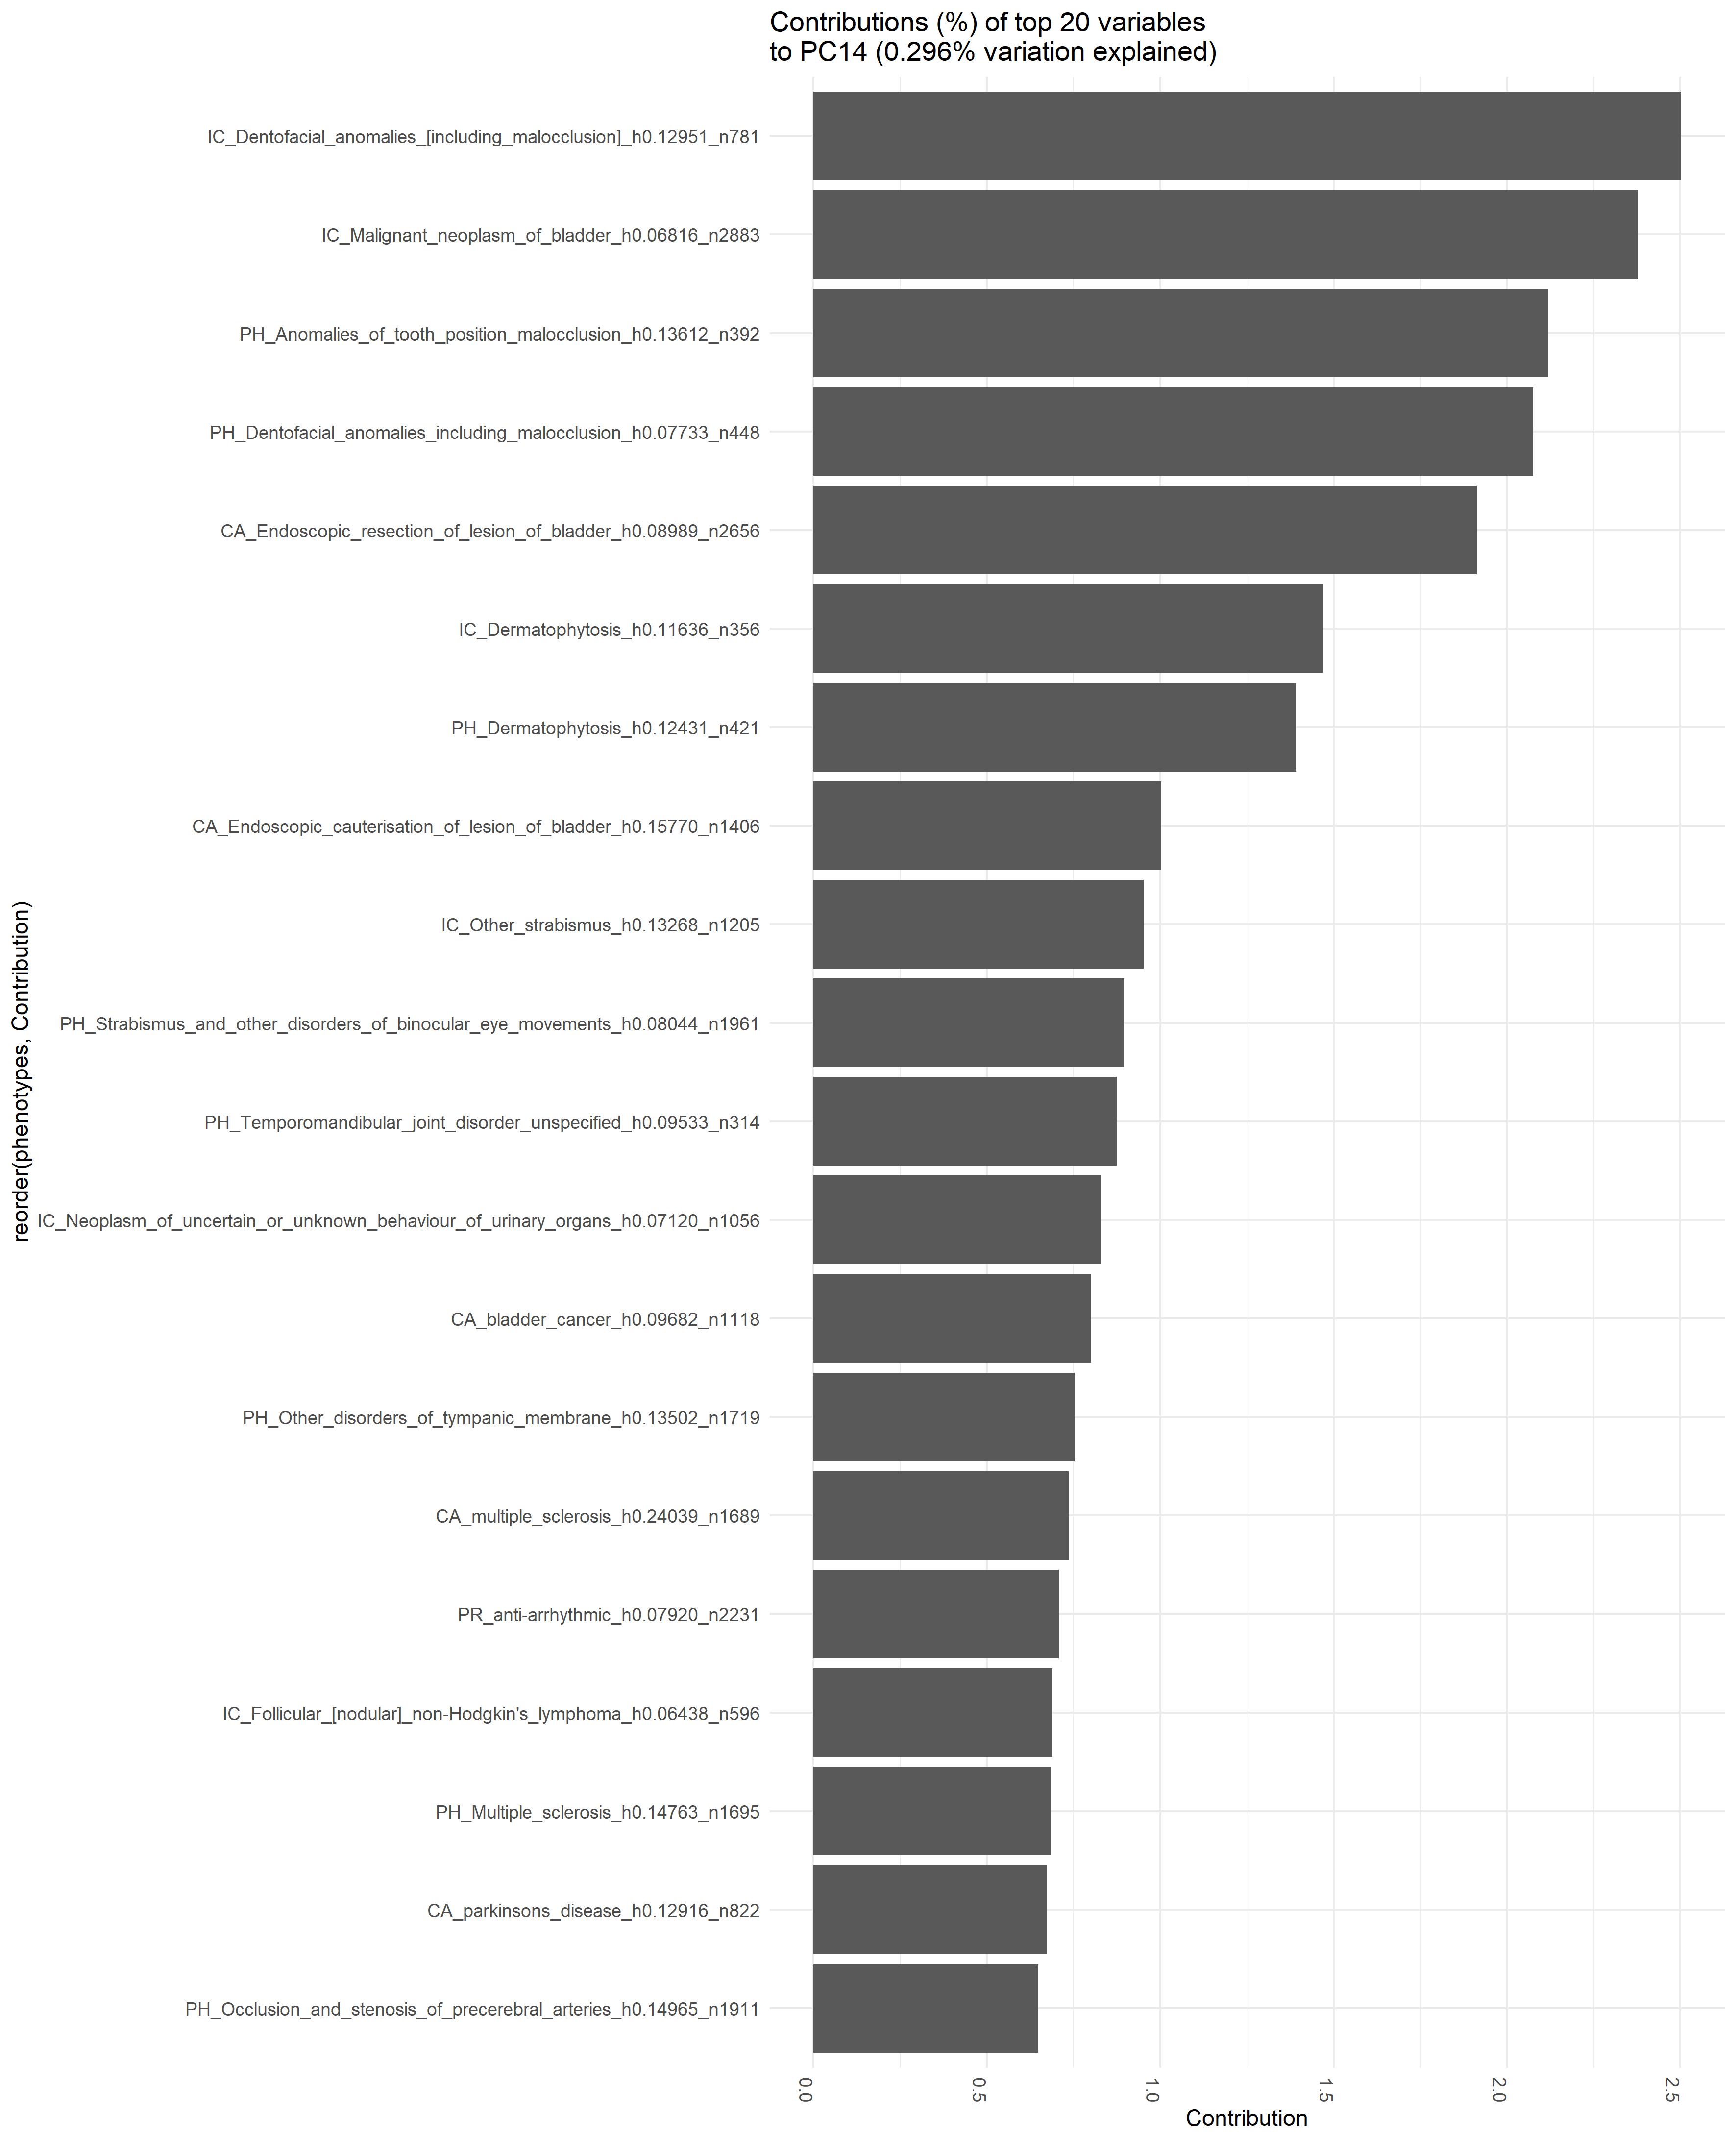 Contributions (%) of top 20 variables
to PC14 (0.296% variation explained)
IC_Dentofacial_anomalies_[including_malocclusion]_h0.12951_n781
IC_Malignant_neoplasm_of_bladder_h0.06816_n2883
PH_Anomalies_of_tooth_position_malocclusion_h0.13612_n392
PH_Dentofacial_anomalies_including_malocclusion_h0.07733_n448
CA_Endoscopic_resection_of_lesion_of_bladder_h0.08989_n2656
IC_Dermatophytosis_h0.11636_n356
PH_Dermatophytosis_h0.12431_n421
CA_Endoscopic_cauterisation_of_lesion_of_bladder_h0.15770_n1406
IC_Other_strabismus_h0.13268_n1205
PH_Strabismus_and_other_disorders_of_binocular_eye_movements_h0.08044_n1961
PH_Temporomandibular_joint_disorder_unspecified_h0.09533_n314
IC_Neoplasm_of_uncertain_or_unknown_behaviour_of_urinary_organs_h0.07120_n1056
CA_bladder_cancer_h0.09682_n1118
PH_Other_disorders_of_tympanic_membrane_h0.13502_n1719
CA_multiple_sclerosis_h0.24039_n1689
PR_anti-arrhythmic_h0.07920_n2231
IC_Follicular_[nodular]_non-Hodgkin's_lymphoma_h0.06438_n596
PH_Multiple_sclerosis_h0.14763_n1695
CA_parkinsons_disease_h0.12916_n822
PH_Occlusion_and_stenosis_of_precerebral_arteries_h0.14965_n1911
reorder(phenotypes, Contribution)
0.0
0.5
1.0
1.5
2.0
2.5
Contribution